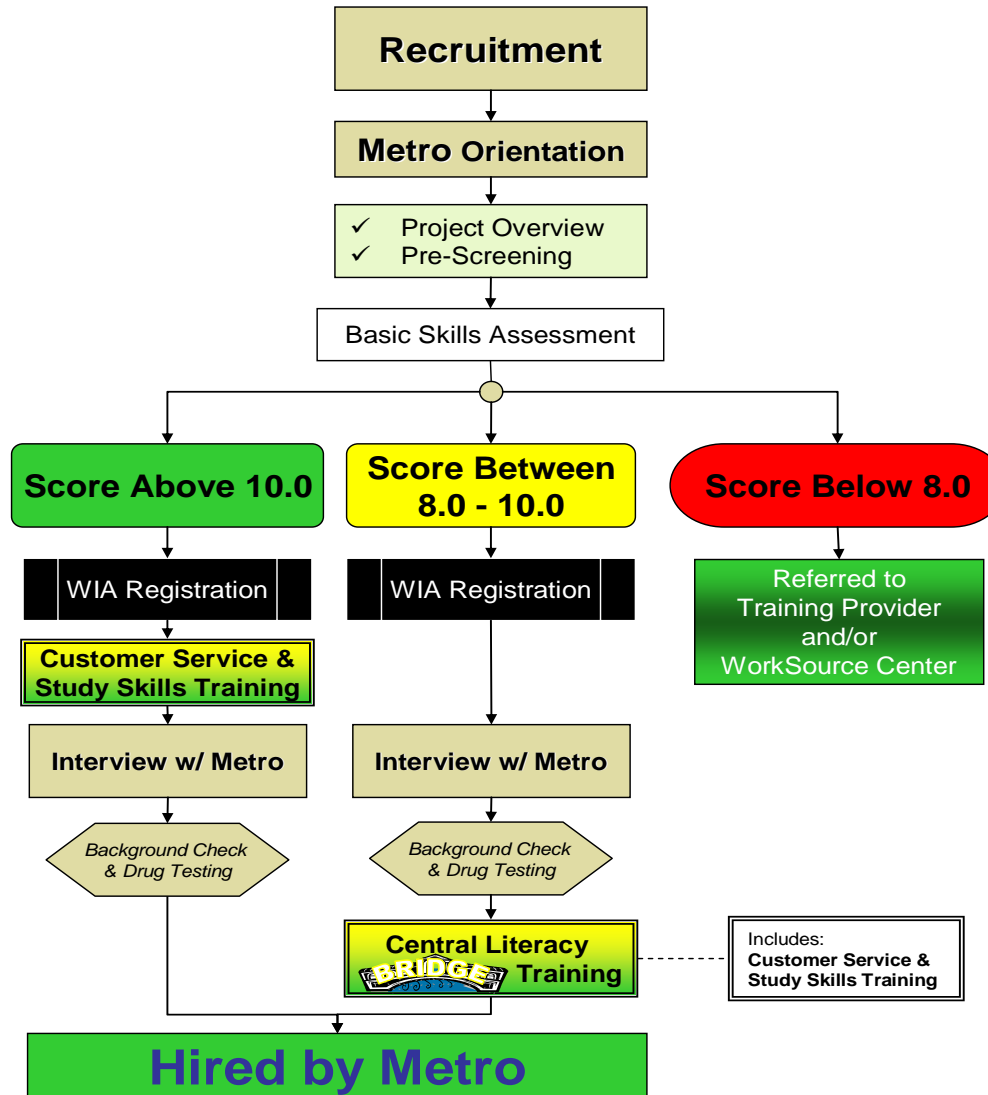 Recruitment
Metro Orientation
✓ Project Overview
✓ Pre-Screening
Basic Skills Assessment
Score Above 10.0
Score Between
8.0 - 10.0
Score Below 8.0
WIA Registration
WIA Registration
Referred to
Training Provider
and/or
WorkSource Center
Customer Service &
Study Skills Training
Interview w/ Metro
Interview w/ Metro
Background Check
& Drug Testing
Background Check
& Drug Testing
Central Literacy
BRIDGE Training
Includes:
Customer Service &
Study Skills Training
Hired by Metro